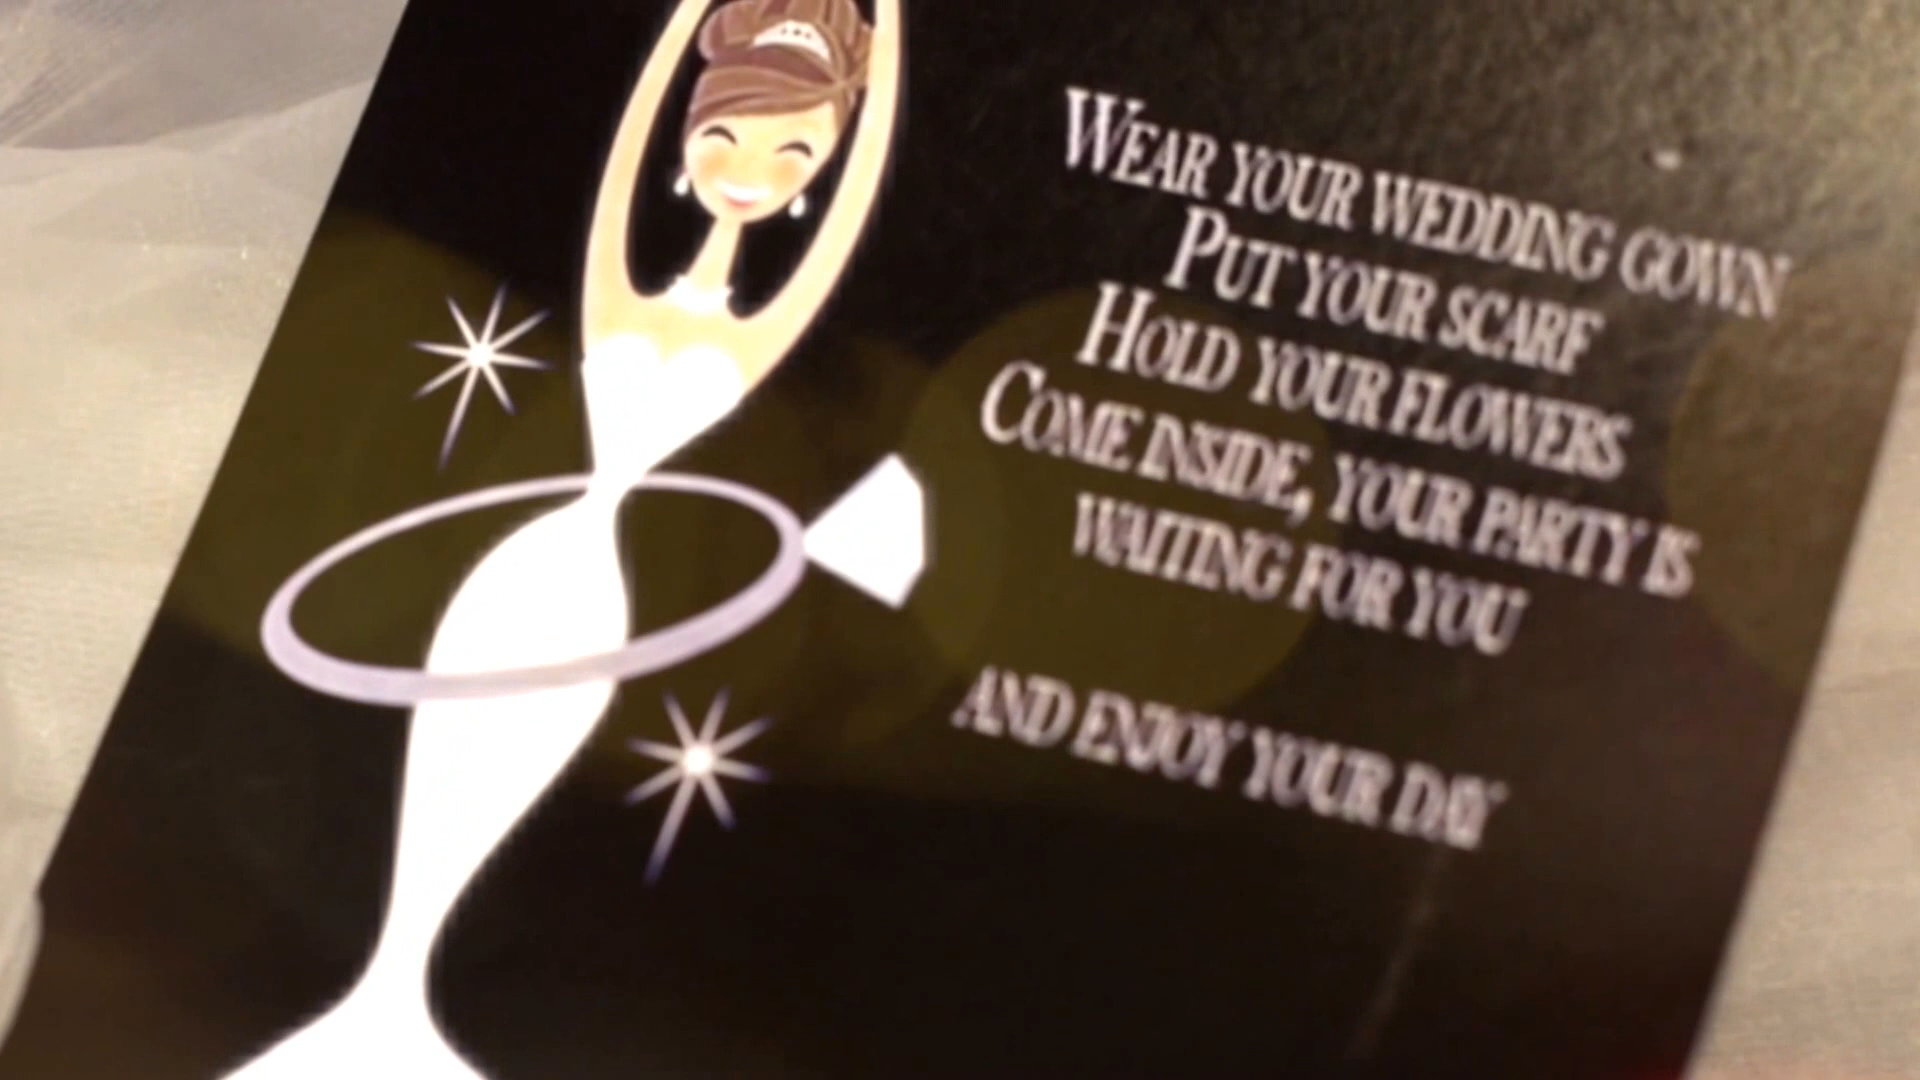 WEAR YOUR WEDDING GOWN
PUT YOUR SCARF
HOLD YOUR FLOWERS
COME INSIDE, YOUR PARTY IS
WAITING FOR YOU
AND ENJOY YOUR DAY